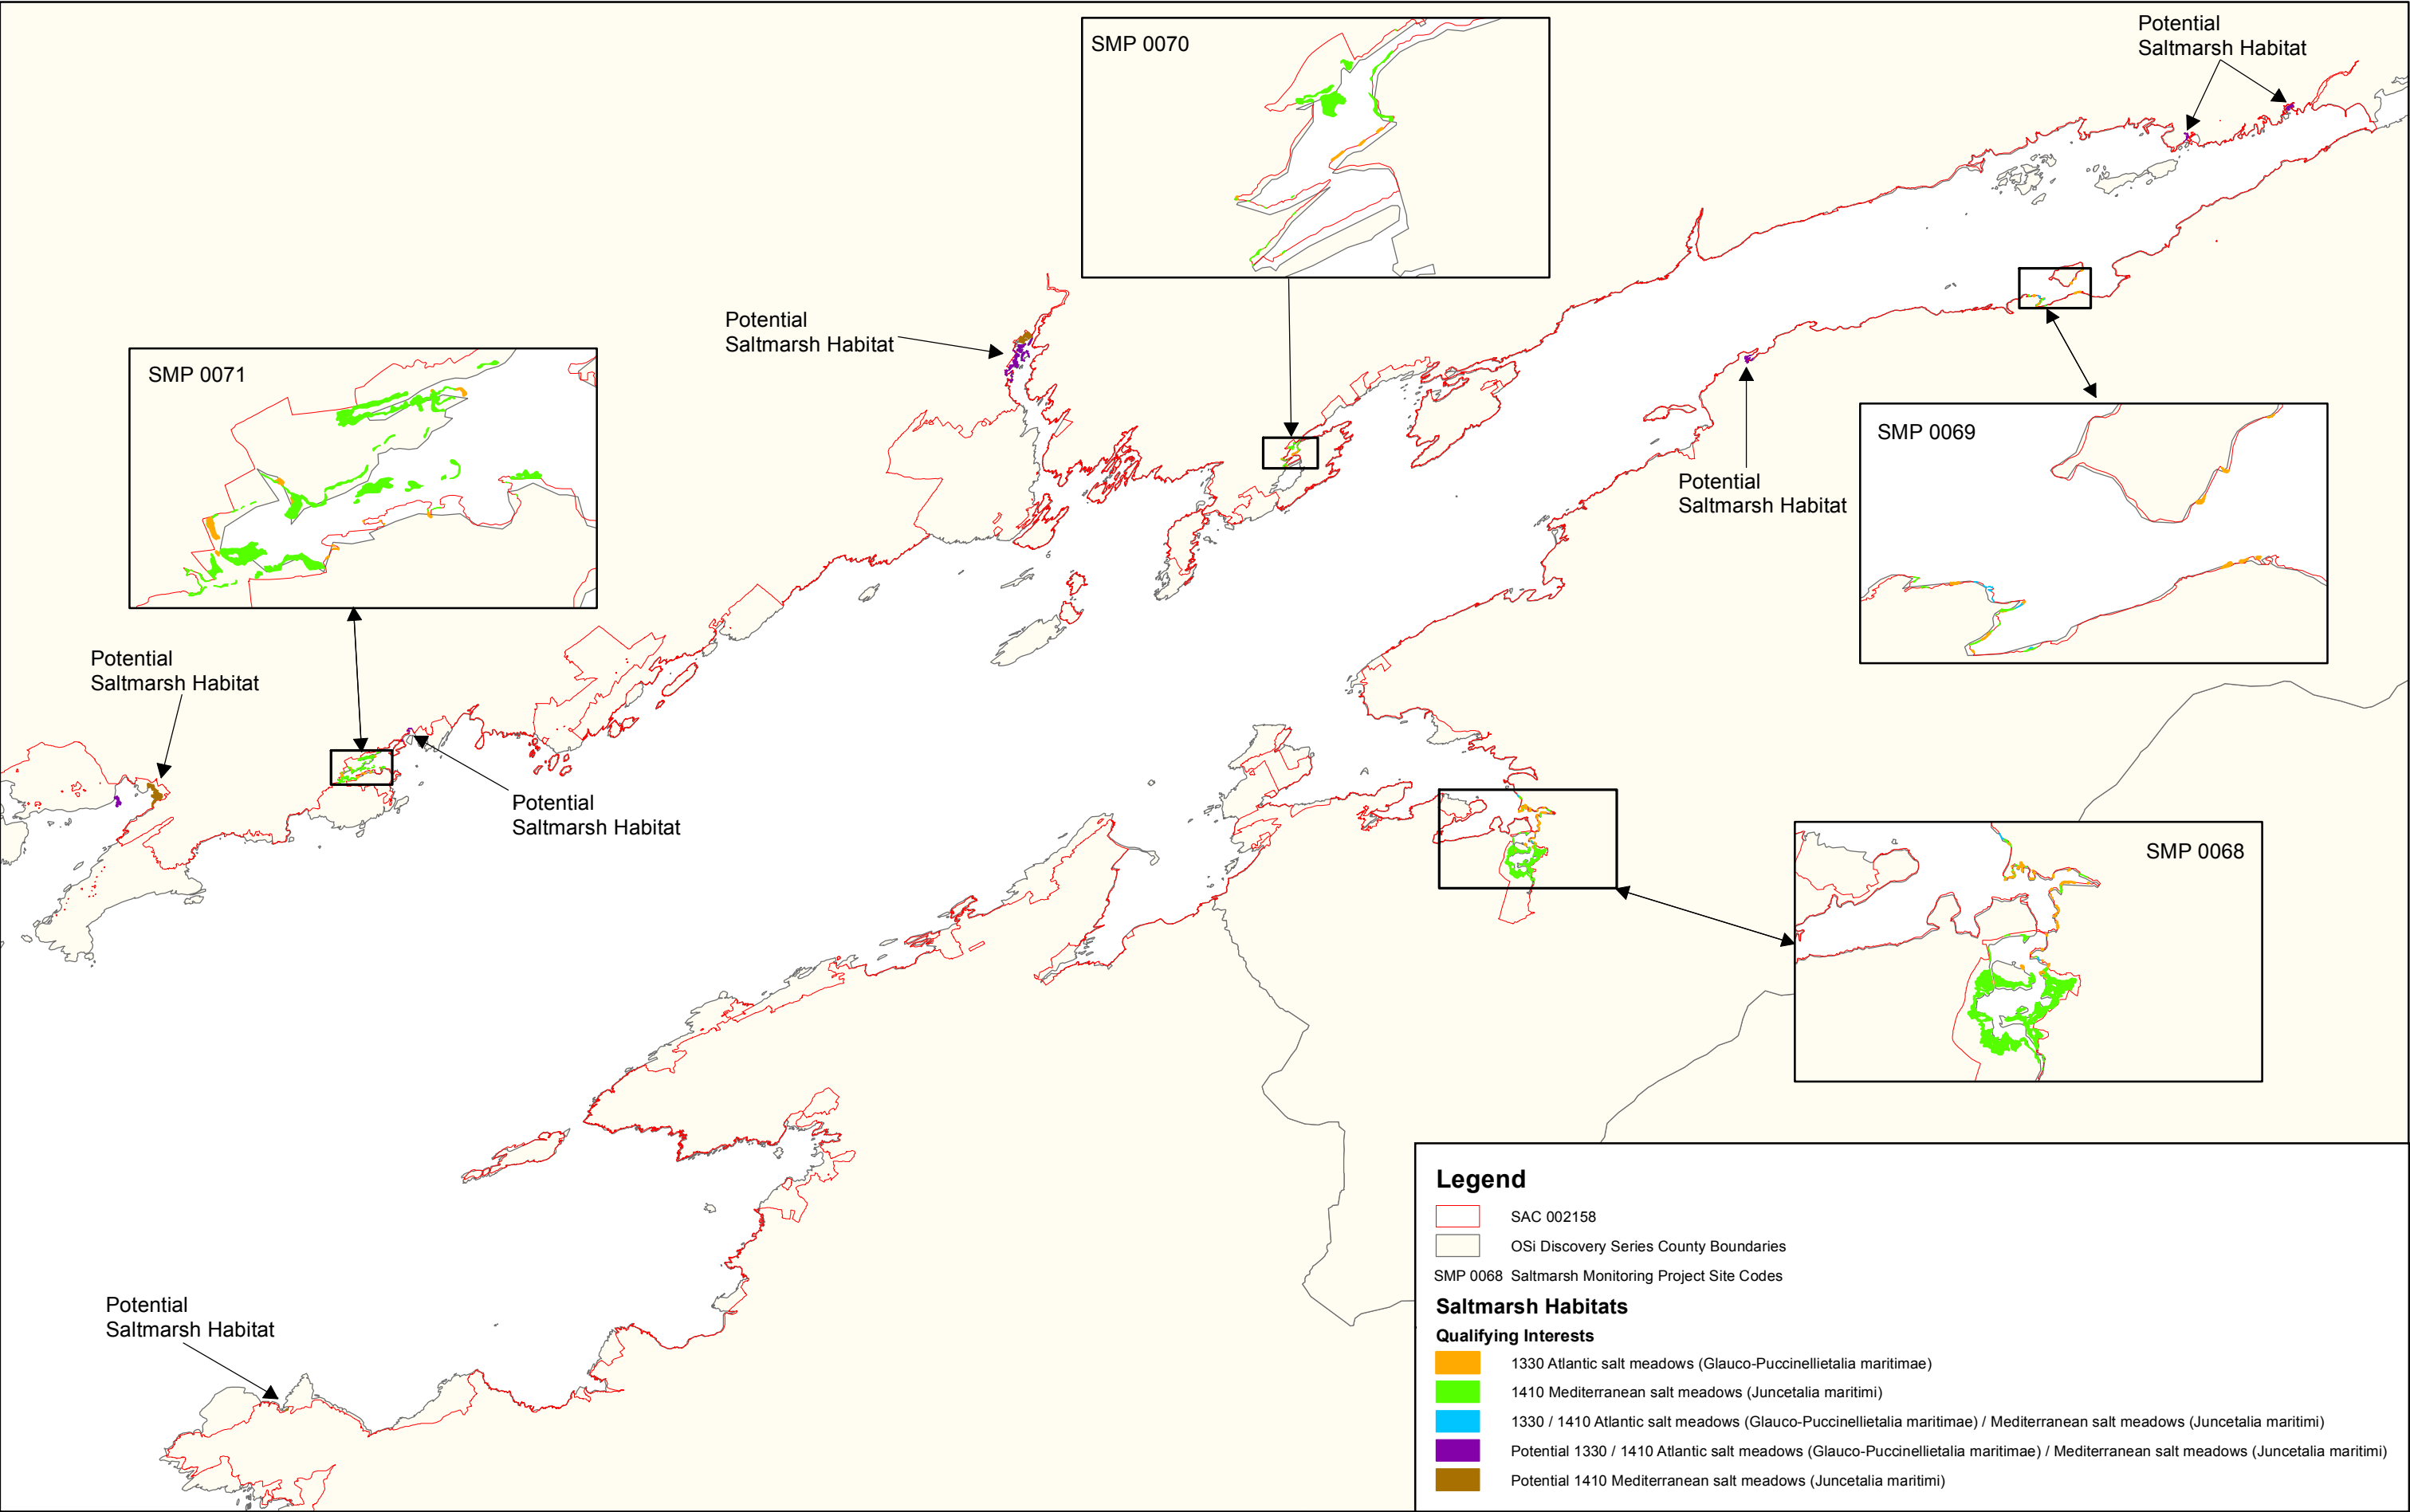 Potential
Saltmarsh Habitat
SMP 0070
Potential
Saltmarsh Habitat
SMP 0071
SMP 0069
Potential
Saltmarsh Habitat
Potential
Saltmarsh Habitat
Potential
Saltmarsh Habitat
SMP 0068
Potential
Saltmarsh Habitat
Legend
SAC 002158
OSi Discovery Series County Boundaries
SMP 0068 Saltmarsh Monitoring Project Site Codes
Saltmarsh Habitats
Qualifying Interests
1330 Atlantic salt meadows (Glauco-Puccinellietalia maritimae)
1410 Mediterranean salt meadows (Juncetalia maritimi)
1330 / 1410 Atlantic salt meadows (Glauco-Puccinellietalia maritimae) / Mediterranean salt meadows (Juncetalia maritimi)
Potential 1330 / 1410 Atlantic salt meadows (Glauco-Puccinellietalia maritimae) / Mediterranean salt meadows (Juncetalia maritimi)
Potential 1410 Mediterranean salt meadows (Juncetalia maritimi)